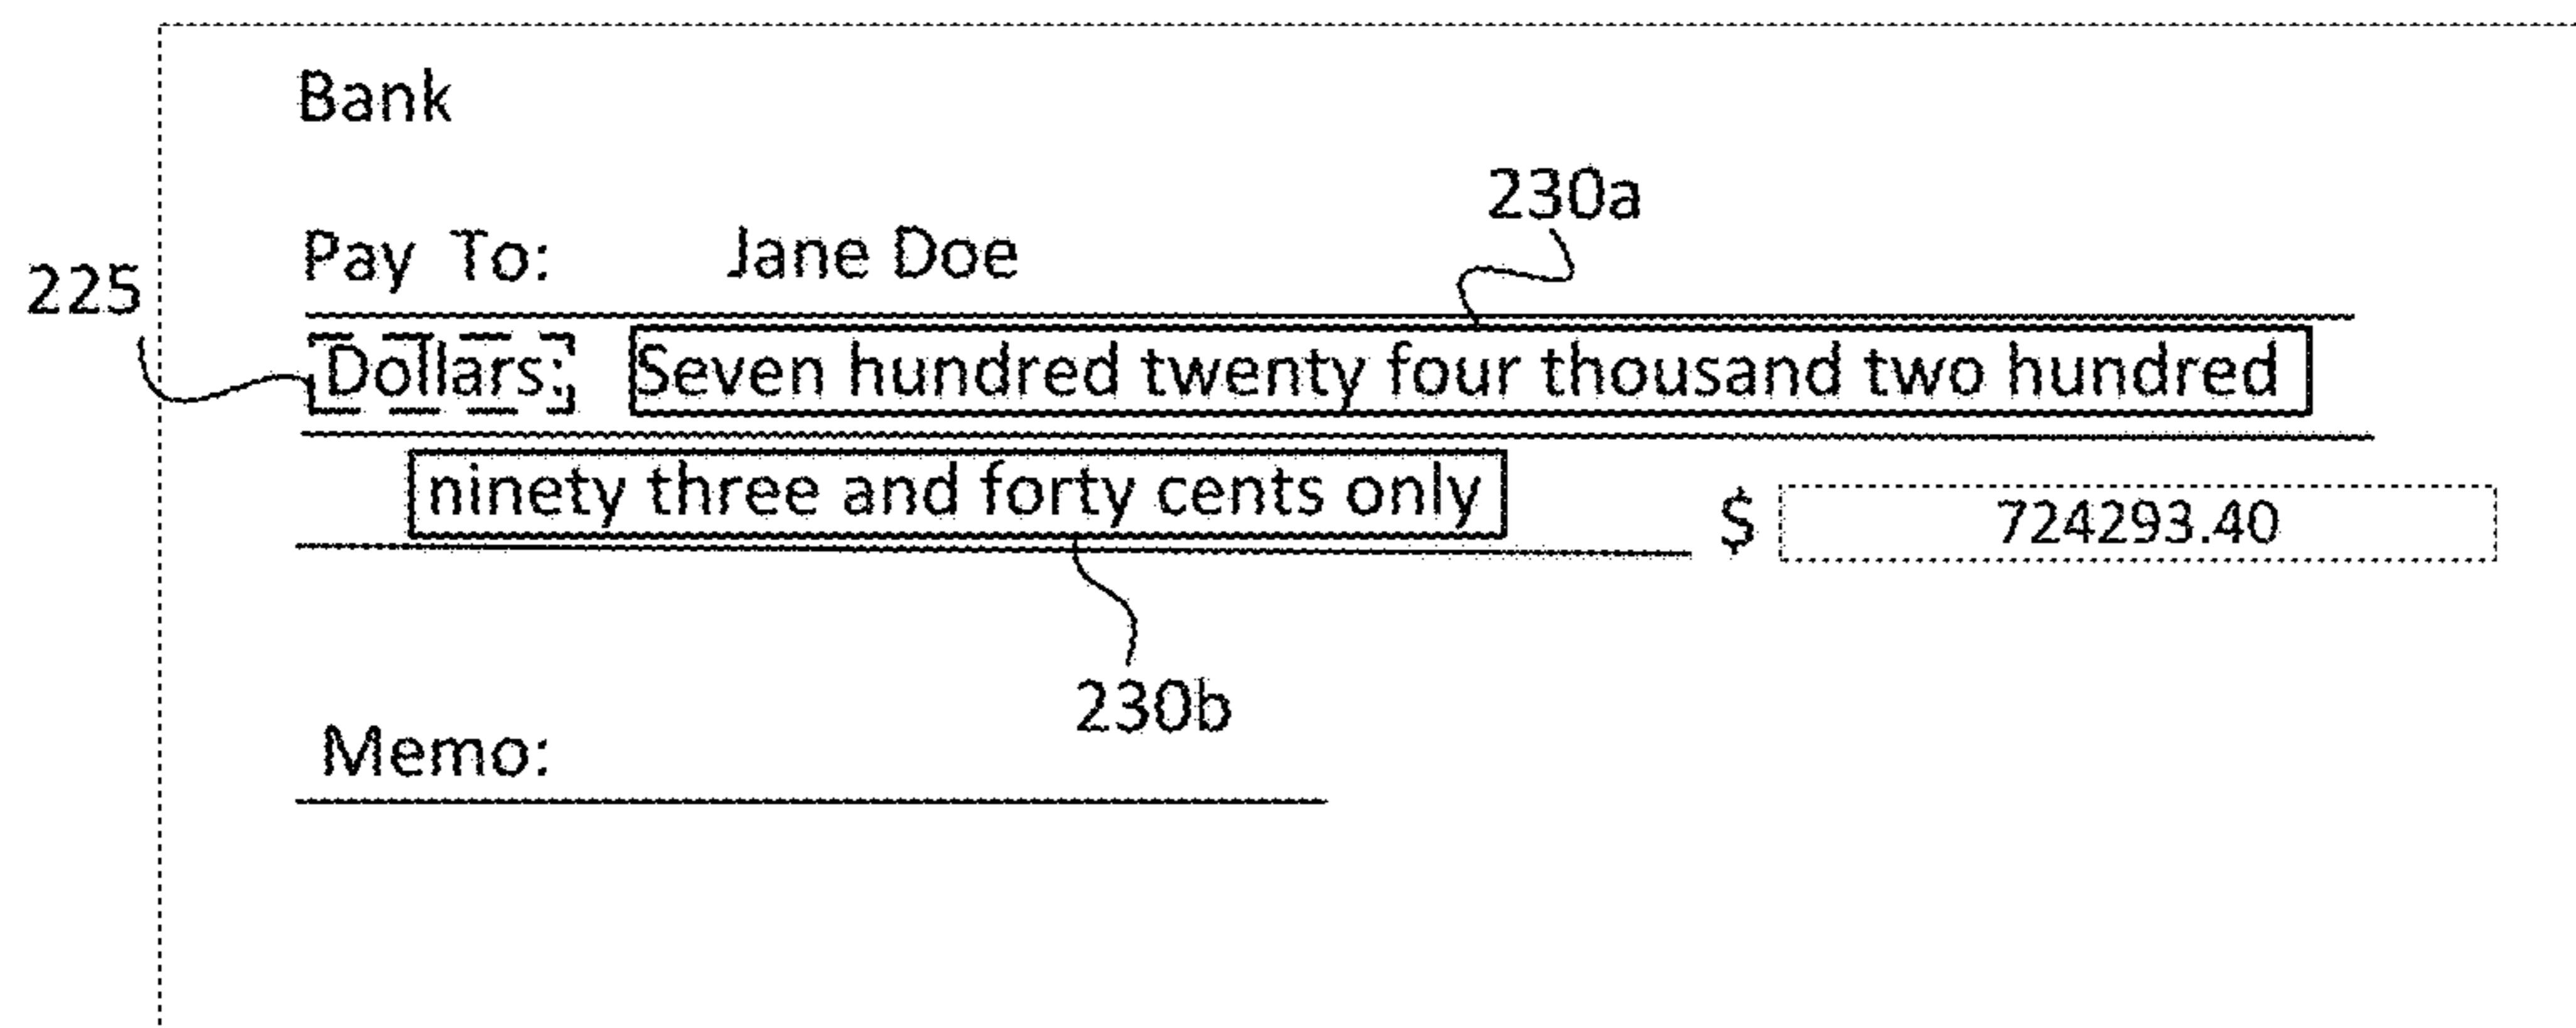 Bank
230a
Pay To: Jane Doe
225
Dollars: Seven hundred twenty four thousand two hundred
ninety three and forty cents only $ 724293.40
230b
Memo: